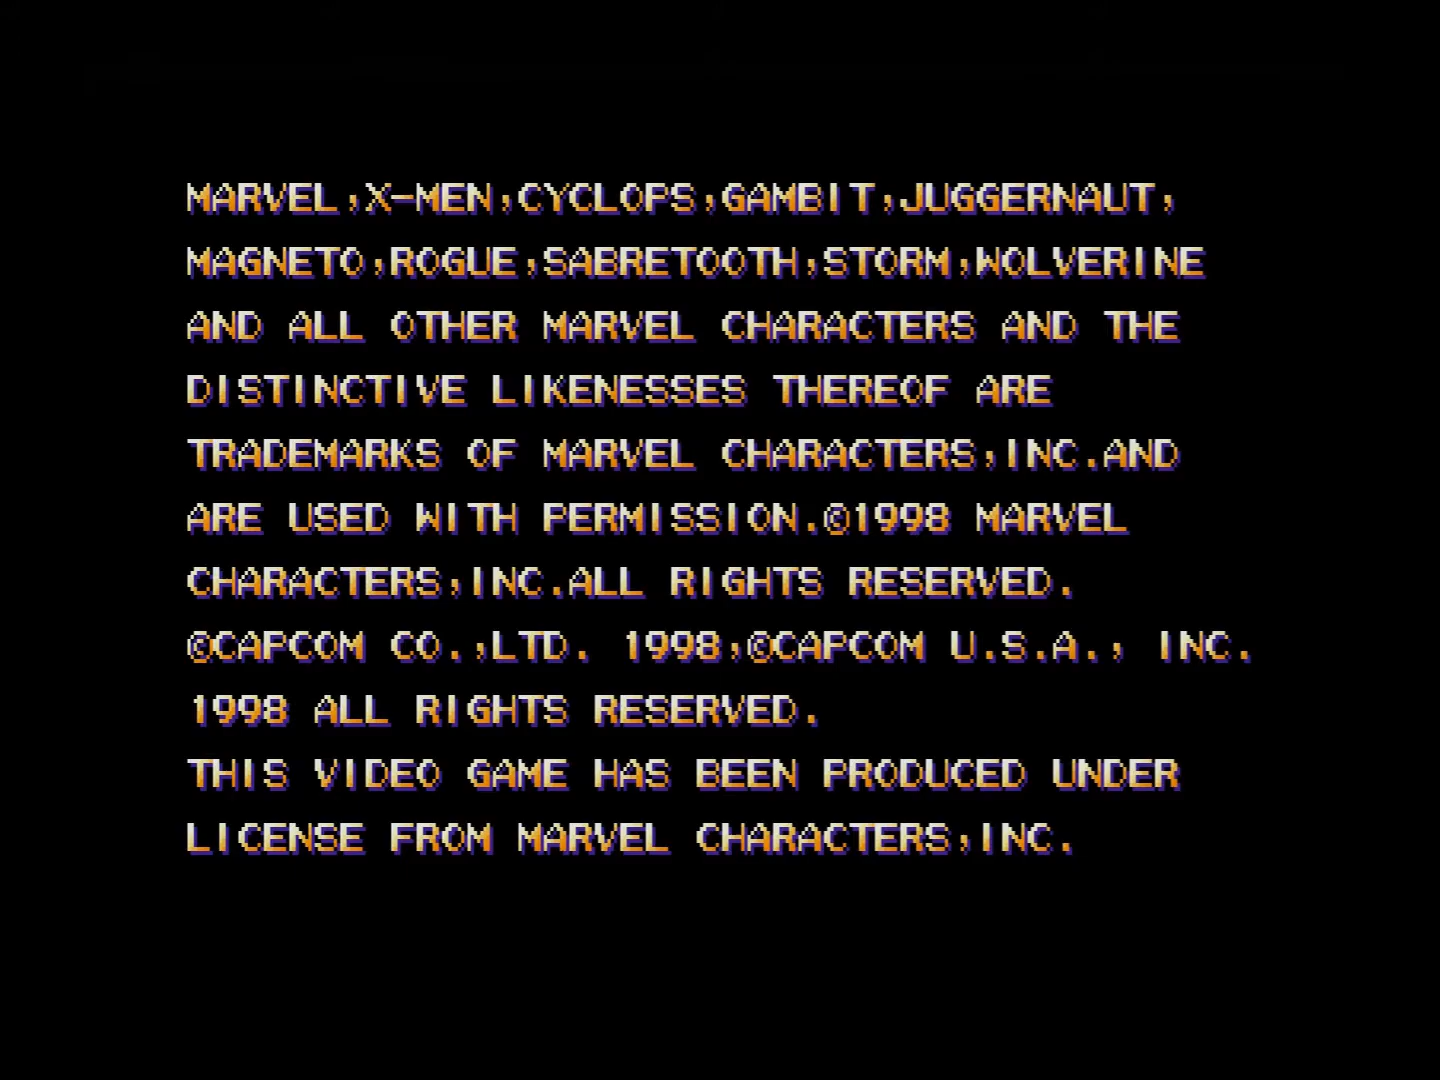 MARVEL,X-MEN,CYCLOPS,GAMBIT,JUGGERNAUT,
MAGNETO,ROGUE,SABRETOOTH,STORM,WOLVERINE
AND ALL OTHER MARVEL CHARACTERS AND THE
DISTINCTIVE LIKENESSES THEREOF ARE
TRADEMARKS OF MARVEL CHARACTERS,INC.AND
ARE USED WITH PERMISSION.©1998 MARVEL
CHARACTERS,INC.ALL RIGHTS RESERVED.
©CAPCOM CO.,LTD. 1998,©CAPCOM U.S.A., INC.
1998 ALL RIGHTS RESERVED.
THIS VIDEO GAME HAS BEEN PRODUCED UNDER
LICENSE FROM MARVEL CHARACTERS,INC.